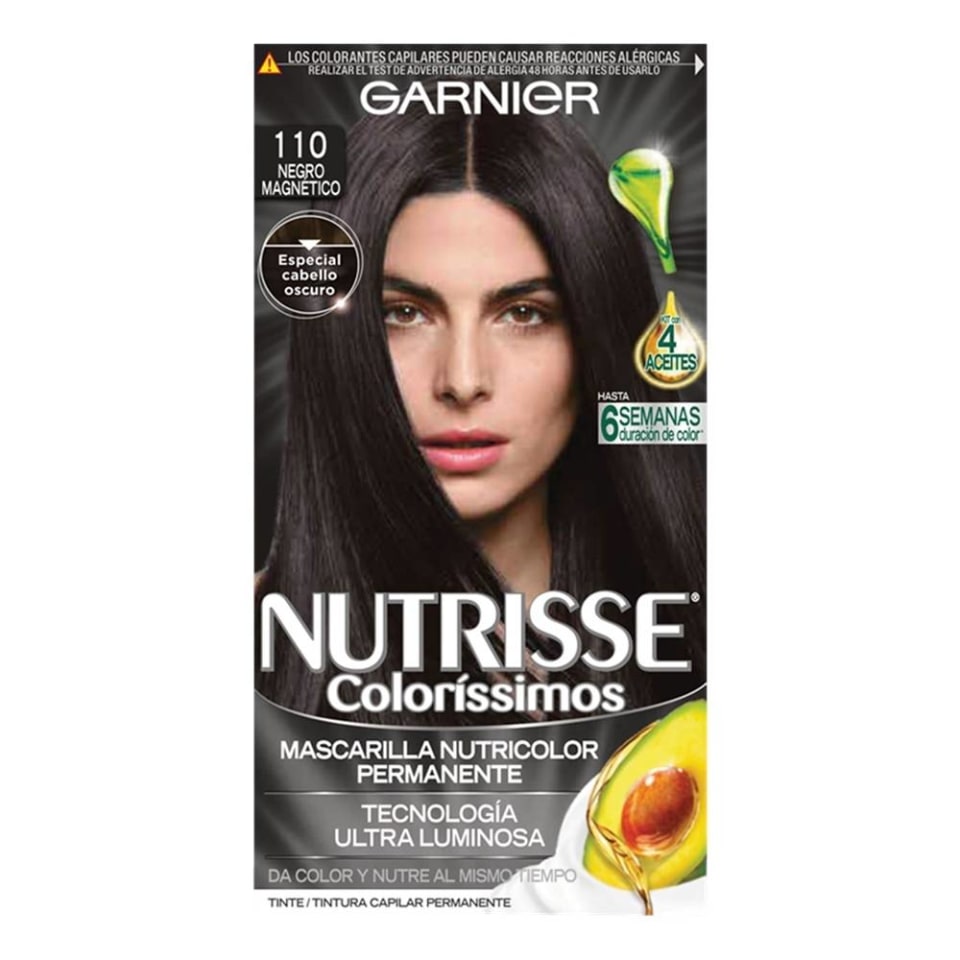 LOS COLORANTES CAPILARES PUEDEN CAUSAR REACCIONES ALÉRGICAS
REALIZAR EL TEST DE ADVERTENCIA DE ALERGIA 48 HORAS ANTES DE USARLO
GARNIER
110
NEGRO
MAGNÉTICO
Especial
cabello
oscuro
con
4
ACEITES
HASTA
6 SEMANAS
duración de color**
NUTRISSE®
Coloríssimos
MASCARILLA NUTRICOLOR
PERMANENTE
TECNOLOGÍA
ULTRA LUMINOSA
DA COLOR Y NUTRE AL MISMO TIEMPO
TINTE / TINTURA CAPILAR PERMANENTE